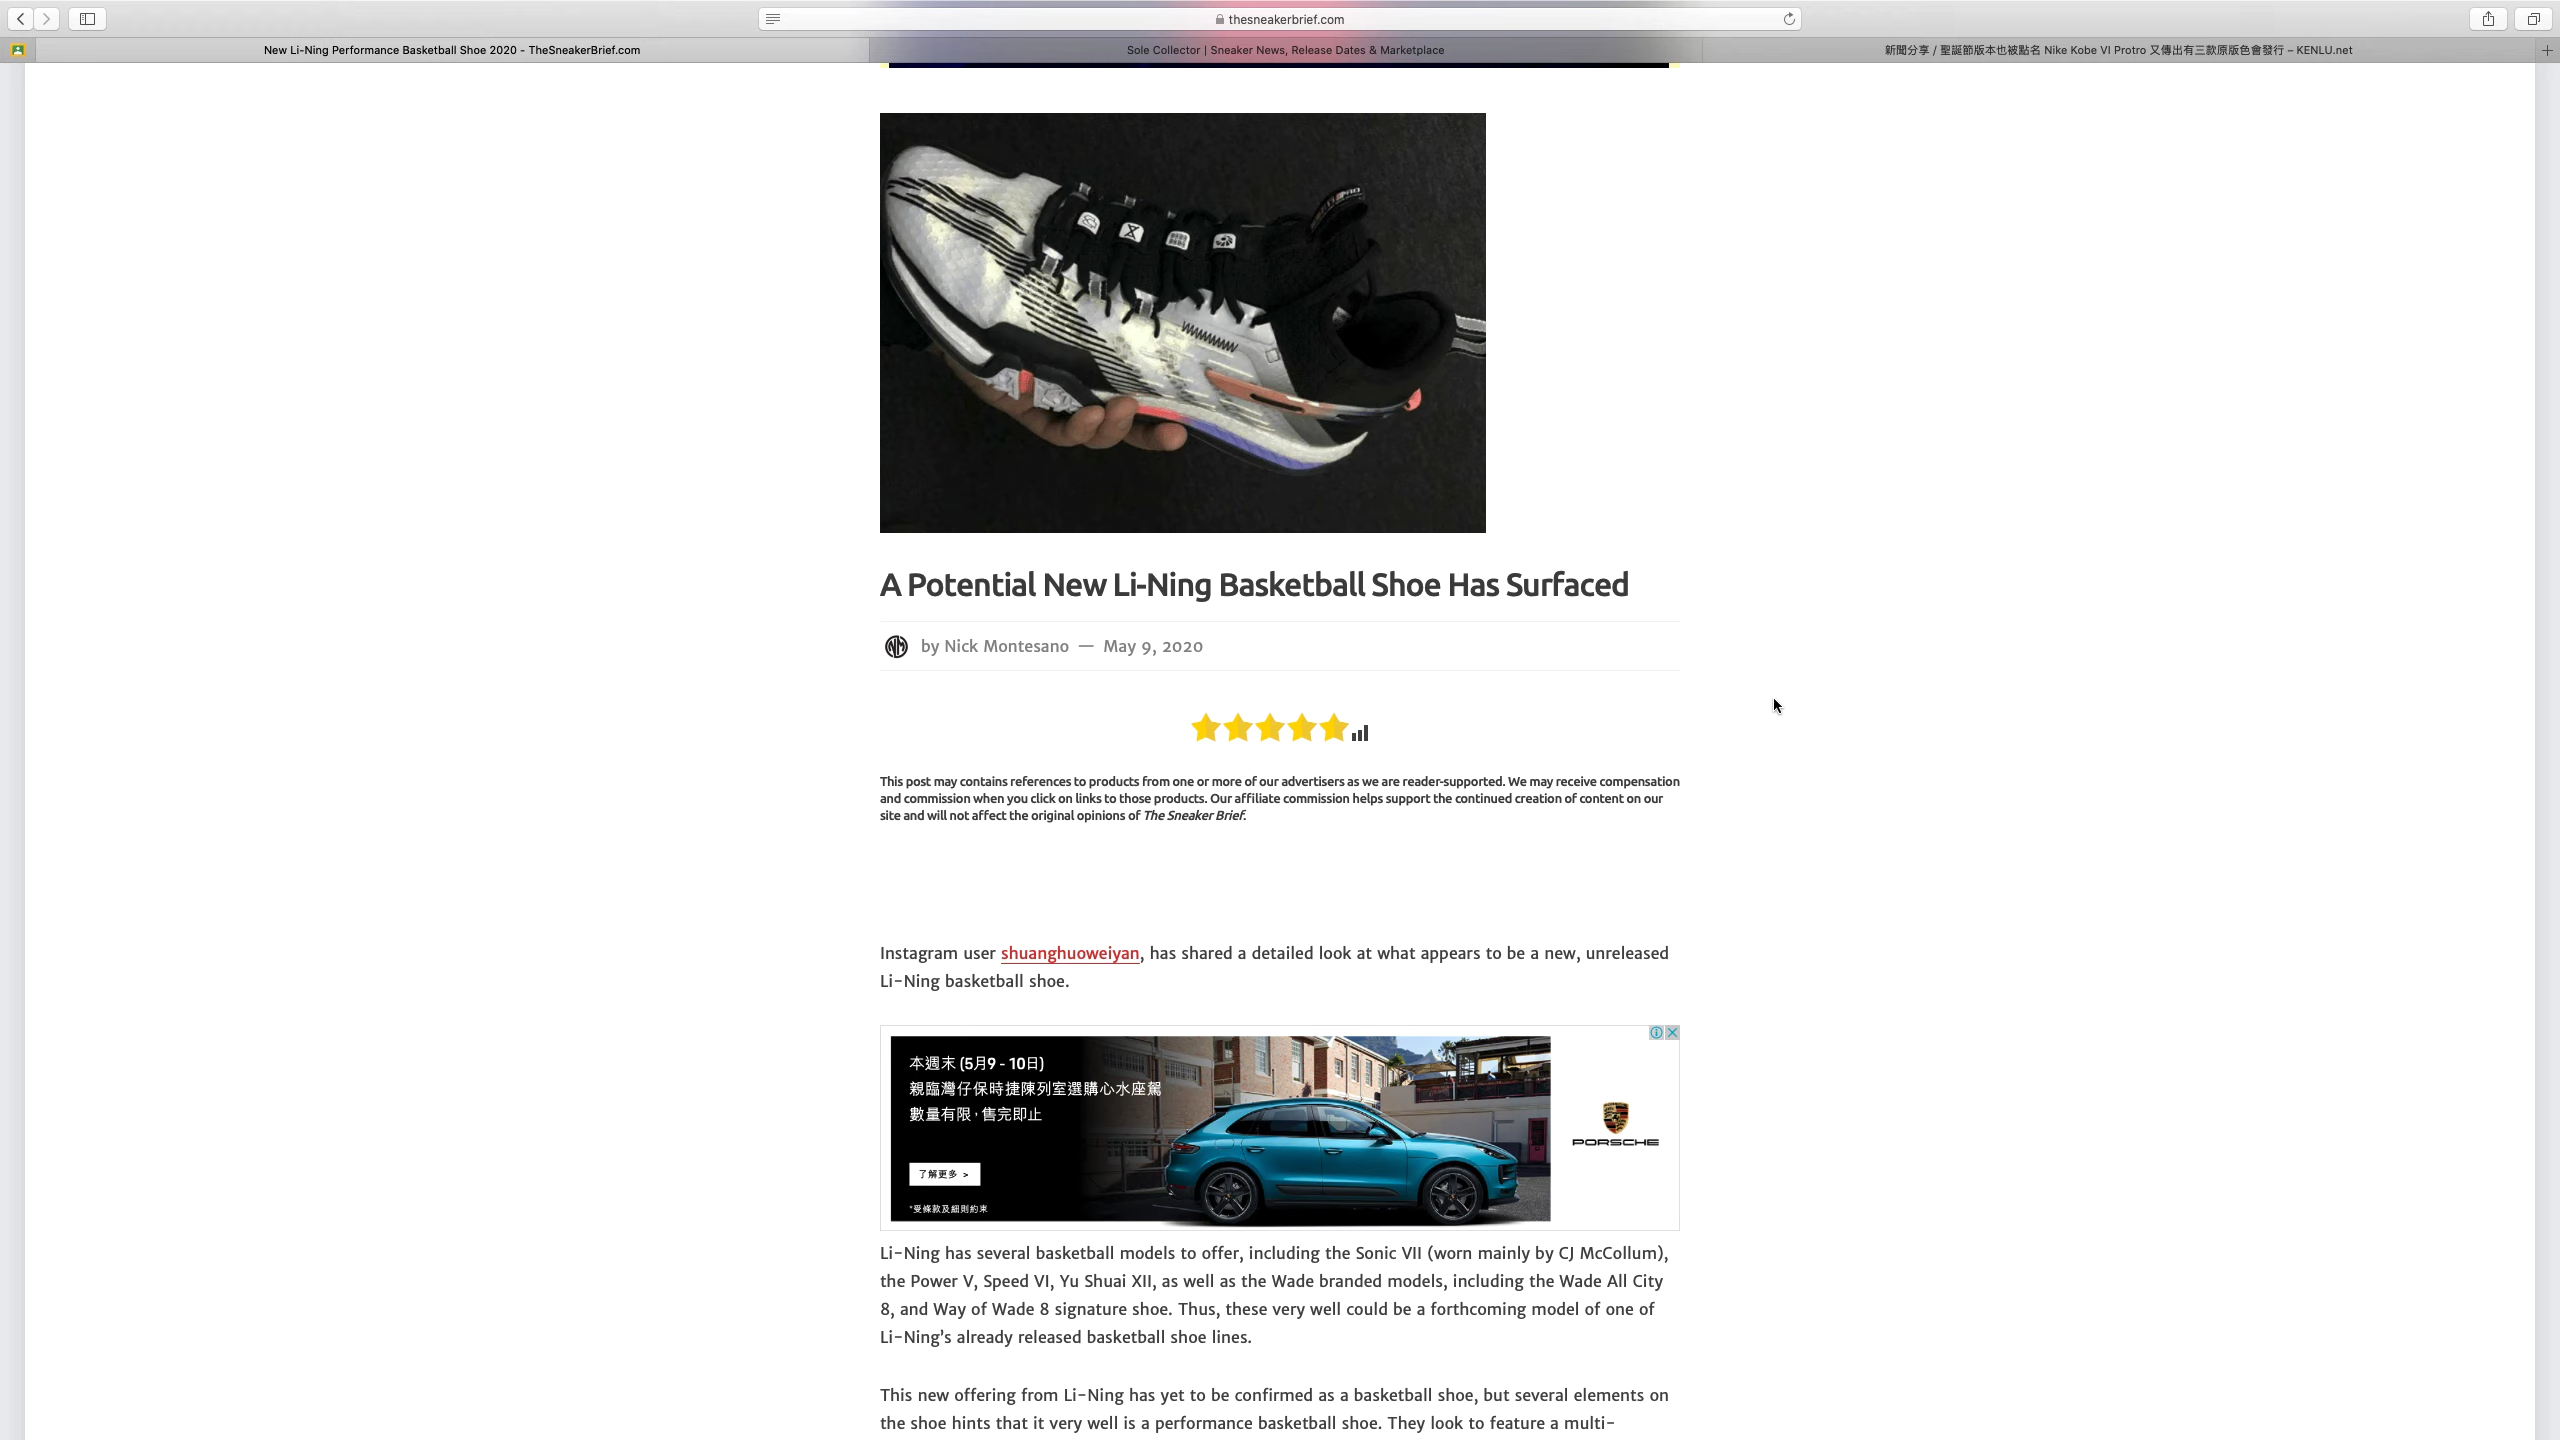 thesneakerbrief.com
New Li-Ning Performance Basketball Shoe 2020 - TheSneakerBrief.com
Sole Collector | Sneaker News, Release Dates & Marketplace
新聞分享 / 聖誕節版本也被點名 Nike Kobe VI Protro 又傳出有三款原版色會發行 – KENLU.net
A Potential New Li-Ning Basketball Shoe Has Surfaced
by Nick Montesano — May 9, 2020
This post may contains references to products from one or more of our advertisers as we are reader-supported. We may receive compensation
and commission when you click on links to those products. Our affiliate commission helps support the continued creation of content on our
site and will not affect the original opinions of The Sneaker Brief.
Instagram user shuanghuoweiyan, has shared a detailed look at what appears to be a new, unreleased
Li-Ning basketball shoe.
本週末 (5月9 - 10日)
親臨灣仔保時捷陳列室選購心水座駕
數量有限·售完即止
了解更多 >
*受條款及細則約束
PORSCHE
Li-Ning has several basketball models to offer, including the Sonic VII (worn mainly by CJ McCollum),
the Power V, Speed VI, Yu Shuai XII, as well as the Wade branded models, including the Wade All City
8, and Way of Wade 8 signature shoe. Thus, these very well could be a forthcoming model of one of
Li-Ning’s already released basketball shoe lines.
This new offering from Li-Ning has yet to be confirmed as a basketball shoe, but several elements on
the shoe hints that it very well is a performance basketball shoe. They look to feature a multi-